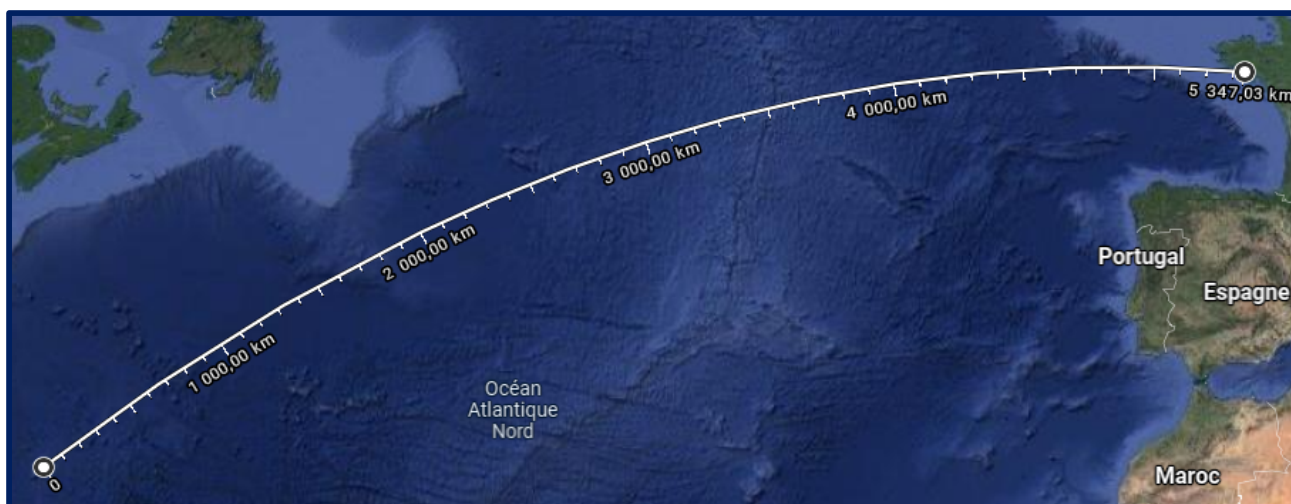 5 347,03 km
4 000,00 km
3 000,00 km
2 000,00 km
1 000,00 km
0
Portugal
Espagne
Océan
Atlantique
Nord
Maroc